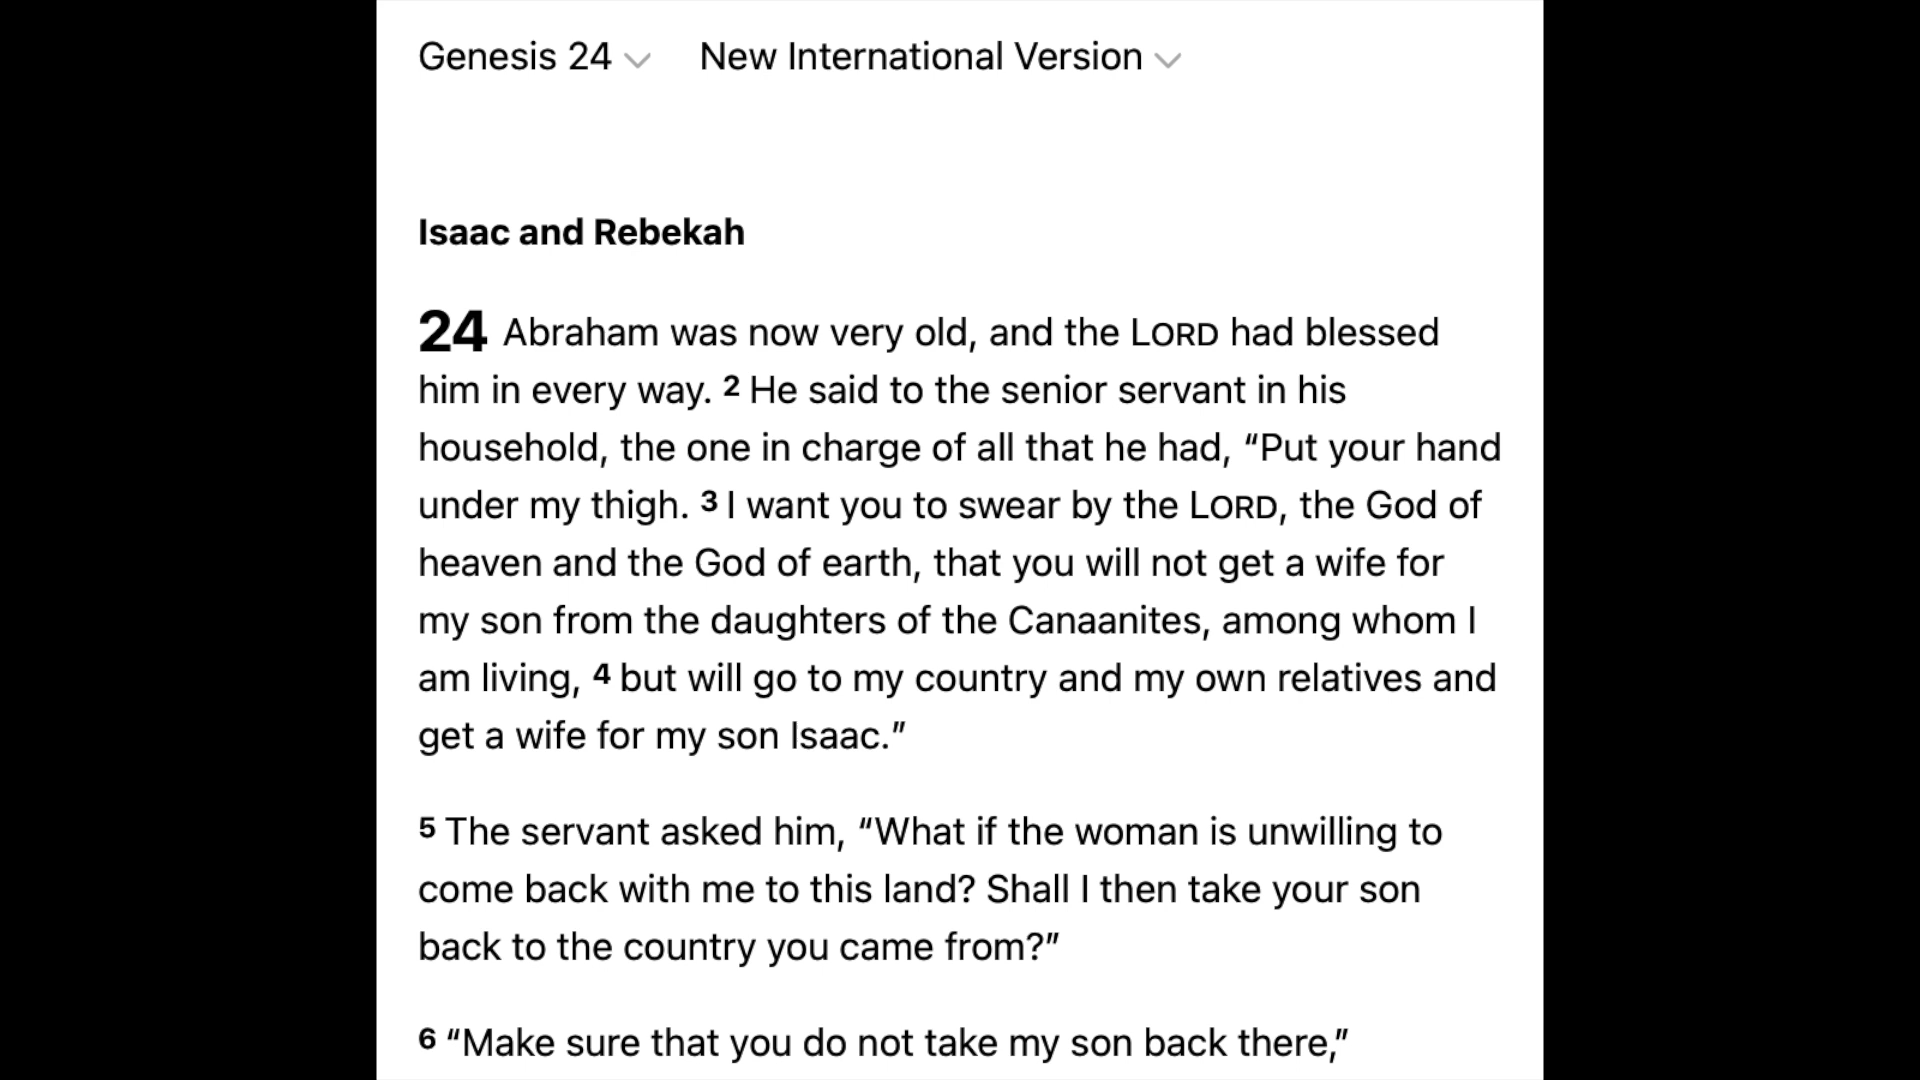 Genesis 24 New International Version
Isaac and Rebekah
24 Abraham was now very old, and the LORD had blessed
him in every way. 2 He said to the senior servant in his
household, the one in charge of all that he had, “Put your hand
under my thigh. 3 I want you to swear by the LORD, the God of
heaven and the God of earth, that you will not get a wife for
my son from the daughters of the Canaanites, among whom I
am living, 4 but will go to my country and my own relatives and
get a wife for my son Isaac.”
5 The servant asked him, “What if the woman is unwilling to
come back with me to this land? Shall I then take your son
back to the country you came from?”
6 “Make sure that you do not take my son back there,”